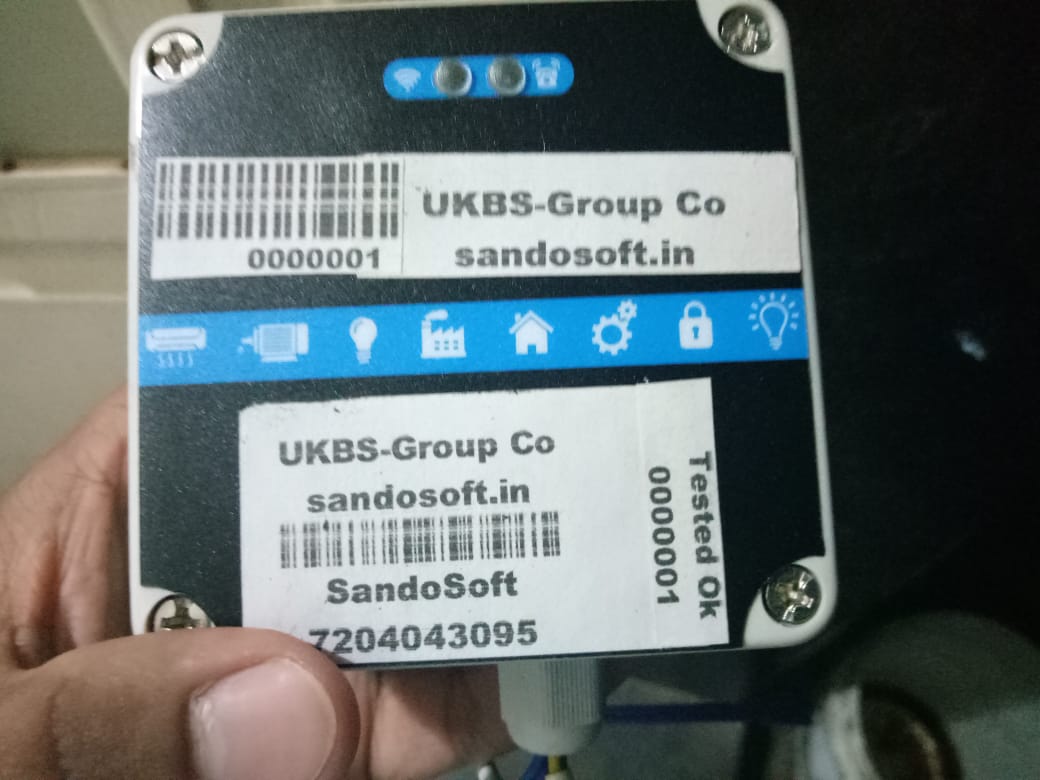 UKBS-Group Co
0000001
sandosoft.in
UKBS-Group Co
sandosoft.in
SandoSoft
7204043095
Tested Ok
0000001